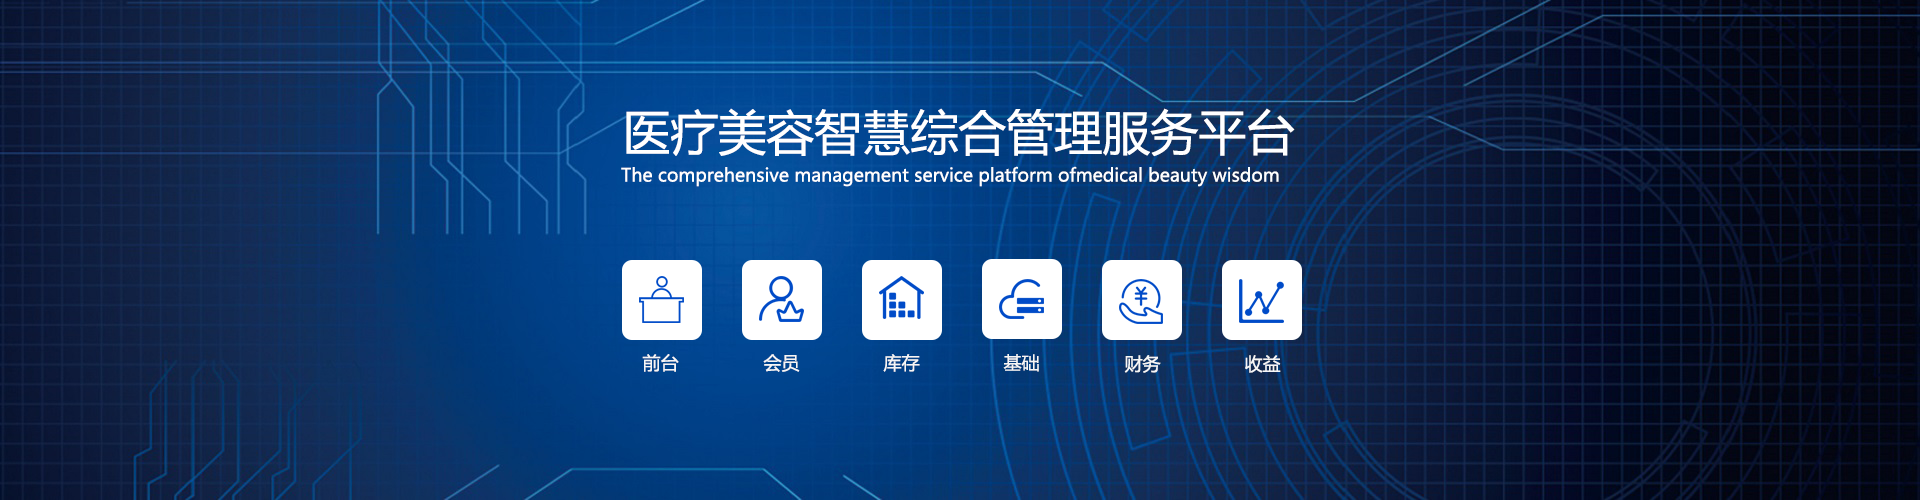 医疗美容智慧综合管理服务平台
The comprehensive management service platform ofmedical beauty wisdom
¥
前台
会员
库存
基础
财务
收益